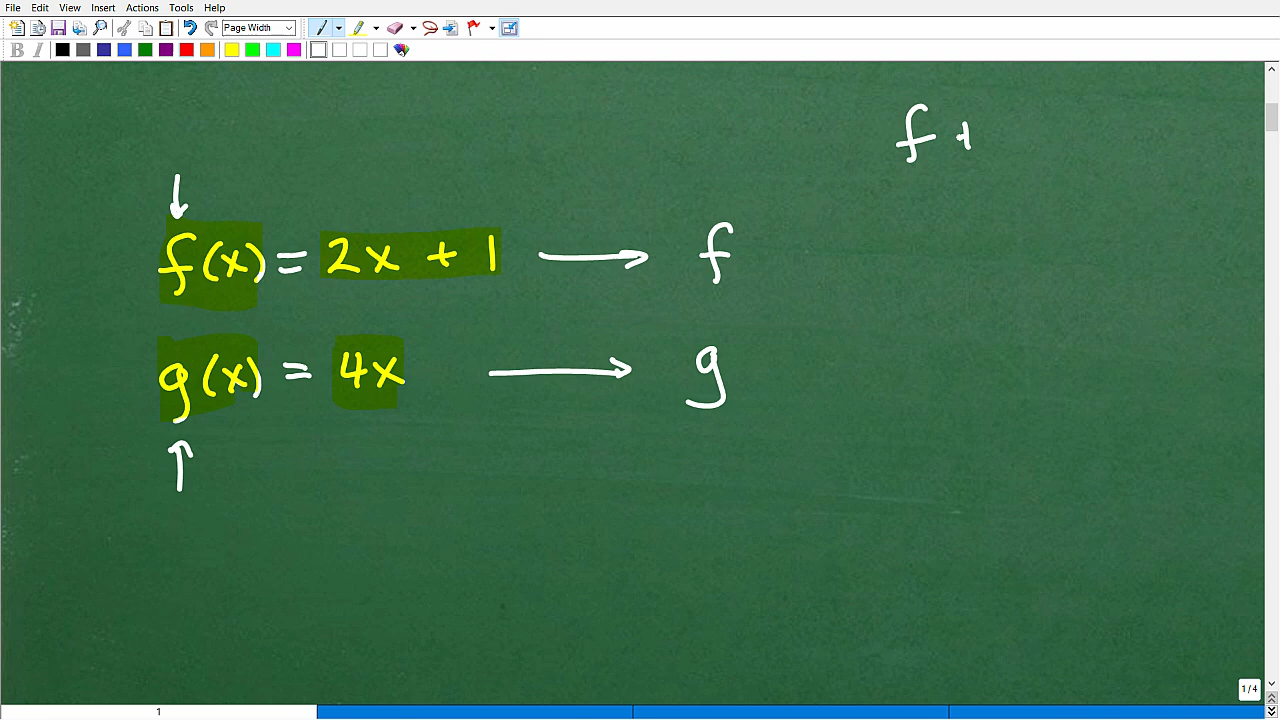 File Edit View Insert Actions Tools Help
Page Width
B I
f +
f(x) = 2x + 1 → f
g(x) = 4x → g
1/4
1